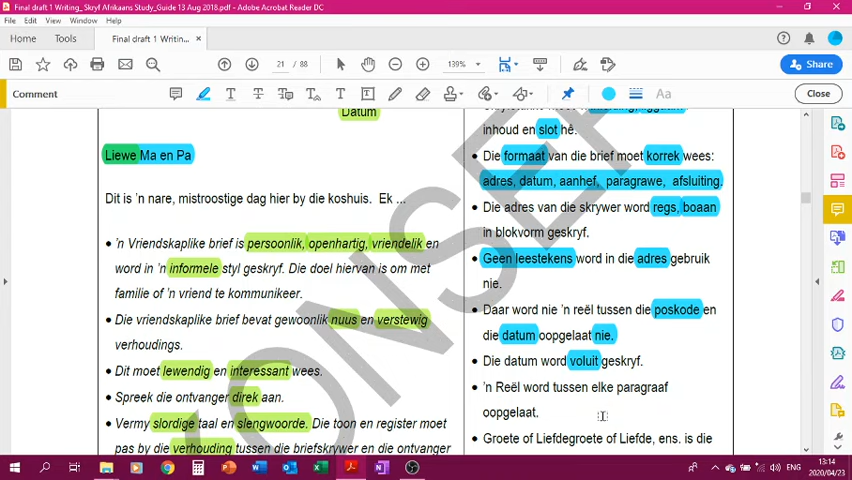 Final draft 1 Writing_ Skryf Afrikaans Study_Guide 13 Aug 2018.pdf - Adobe Acrobat Reader DC
File Edit View Window Help
Home Tools Final draft 1 Writin... × Share
21 / 88 139%
Comment Aa Close
Datum
Liewe Ma en Pa
Dit is 'n nare, mistroostige dag hier by die koshuis. Ek ...
• 'n Vriendskaplike brief is persoonlik, openhartig, vriendelik en
word in 'n informele styl geskryf. Die doel hiervan is om met
familie of 'n vriend te kommunikeer.
• Die vriendskaplike brief bevat gewoonlik nuus en verstewig
verhoudings.
• Dit moet lewendig en interessant wees.
• Spreek die ontvanger direk aan.
• Vermy slordige taal en slengwoorde. Die toon en register moet
pas by die verhouding tussen die briefskrywer en die ontvanger
inhoud en slot hê.
• Die formaat van die brief moet korrek wees:
adres, datum, aanhef, paragrawe, afsluiting.
• Die adres van die skrywer word regs, boaan
in blokvorm geskryf.
• Geen leestekens word in die adres gebruik
nie.
• Daar word nie 'n reël tussen die poskode en
die datum oopgelaat nie.
• Die datum word voluit geskryf.
• 'n Reël word tussen elke paragraaf
oopgelaat.
• Groete of Liefdegroete of Liefde, ens. is die
KONSEP
ENG
13:14
2020/04/23